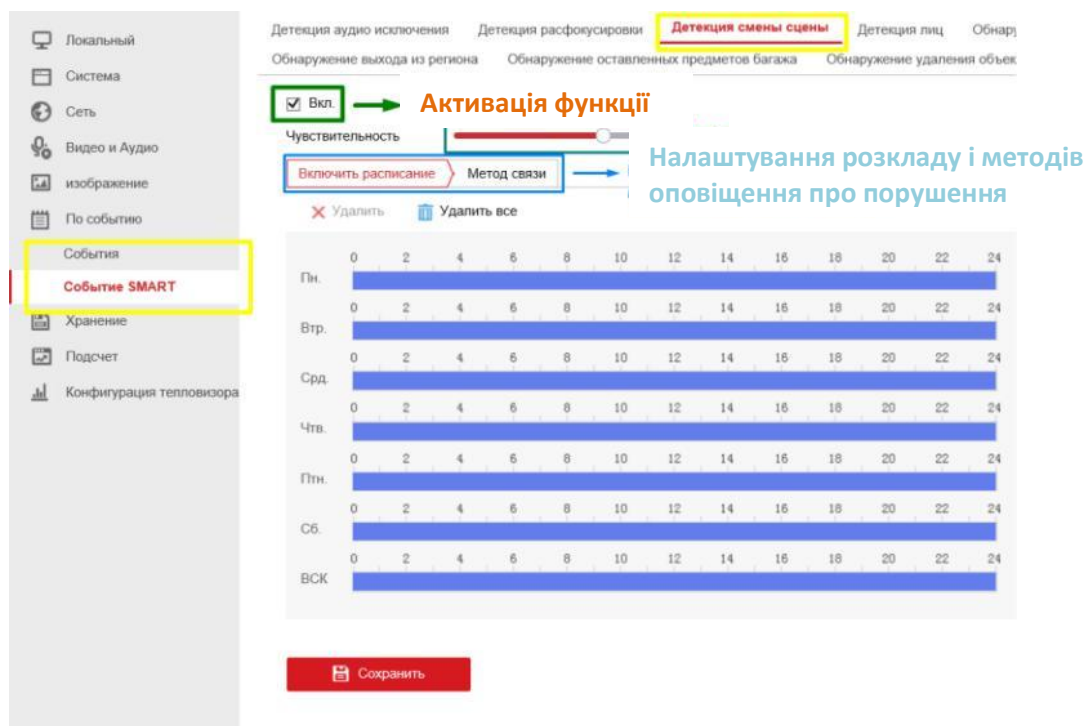 Локальный
Система
Сеть
Видео и Аудио
изображение
По событию
События
Событие SMART
Хранение
Подсчет
Конфигурация тепловизора
Детекция аудио исключения Детекция расфокусировки Детекция смены сцены Детекция лиц
Обнаружение выхода из региона Обнаружение оставленных предметов багажа Обнаружение удаления
Вкл. Активація функції
Чувствительность
Включить расписание Метод связи
Налаштування розкладу і методів
оповіщення про порушення
Удалить Удалить все
0 2 4 6 8 10 12 14 16 18 20 22 24
Пн.
0 2 4 6 8 10 12 14 16 18 20 22 24
Втр.
0 2 4 6 8 10 12 14 16 18 20 22 24
Срд.
0 2 4 6 8 10 12 14 16 18 20 22 24
Чтв.
0 2 4 6 8 10 12 14 16 18 20 22 24
Птн.
0 2 4 6 8 10 12 14 16 18 20 22 24
Сб.
0 2 4 6 8 10 12 14 16 18 20 22 24
ВСК
Сохранить